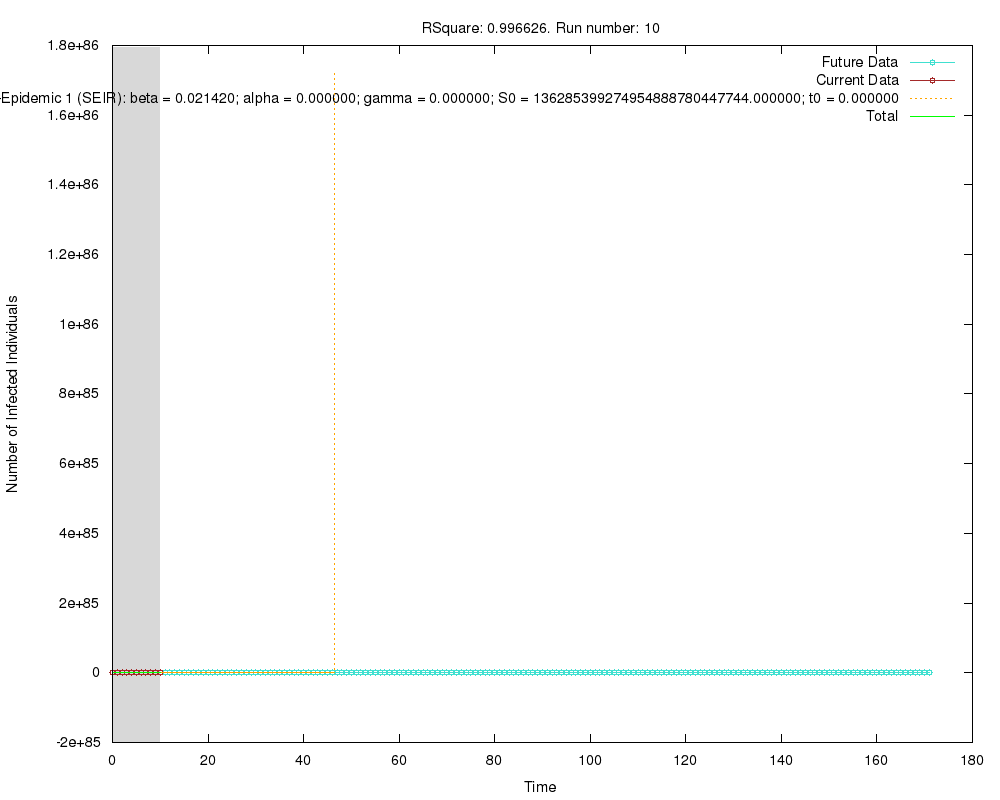 RSquare: 0.996626. Run number: 10
1.8e+86
Future Data
Current Data
-Epidemic 1 (SEIR): beta = 0.021420; alpha = 0.000000; gamma = 0.000000; S0 = 136285399274954888780447744.000000; t0 = 0.000000
1.6e+86
Total
1.4e+86
1.2e+86
1e+86
8e+85
6e+85
4e+85
2e+85
0
-2e+85
Number of Infected Individuals
0 20 40 60 80 100 120 140 160 180
Time